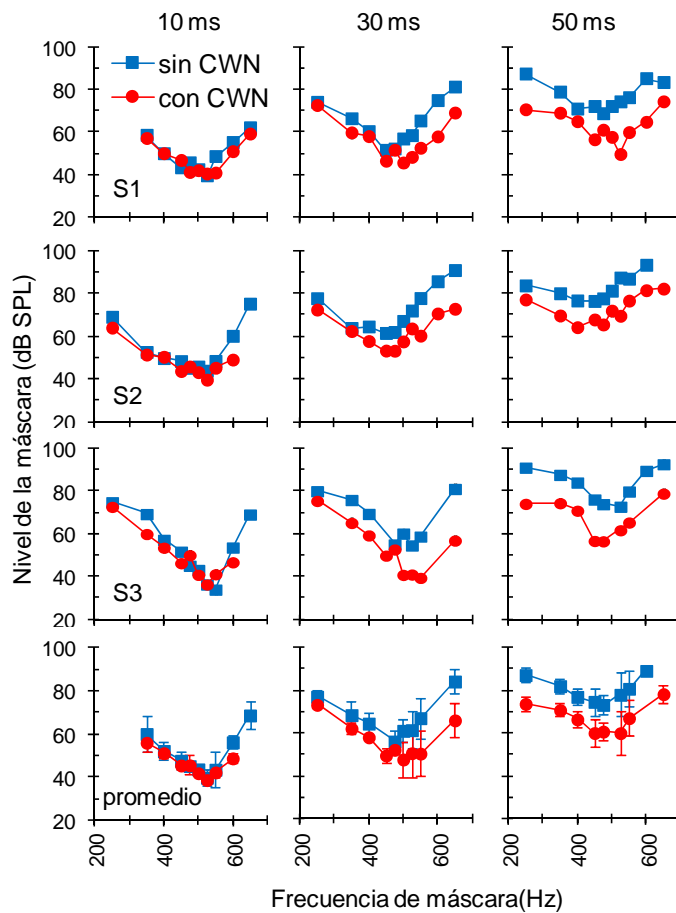 10 ms 30 ms 50 ms
100
80
60
40
20
sin CWN
con CWN
S1
100
80
60
40
20
S2
100
80
60
40
20
S3
100
80
60
40
20
promedio
200 400 600 200 400 600 200 400 600
Nivel de la máscara (dB SPL)
Frecuencia de máscara(Hz)